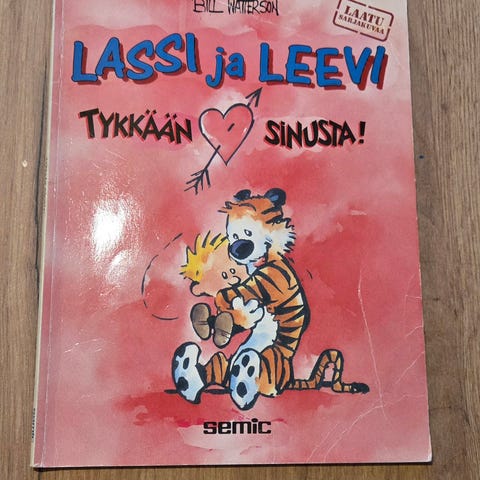 BILL WATTERSON
LAATU
SARJAKUVAA
LASSI ja LEEVI
TYKKÄÄN SINUSTA!
semic